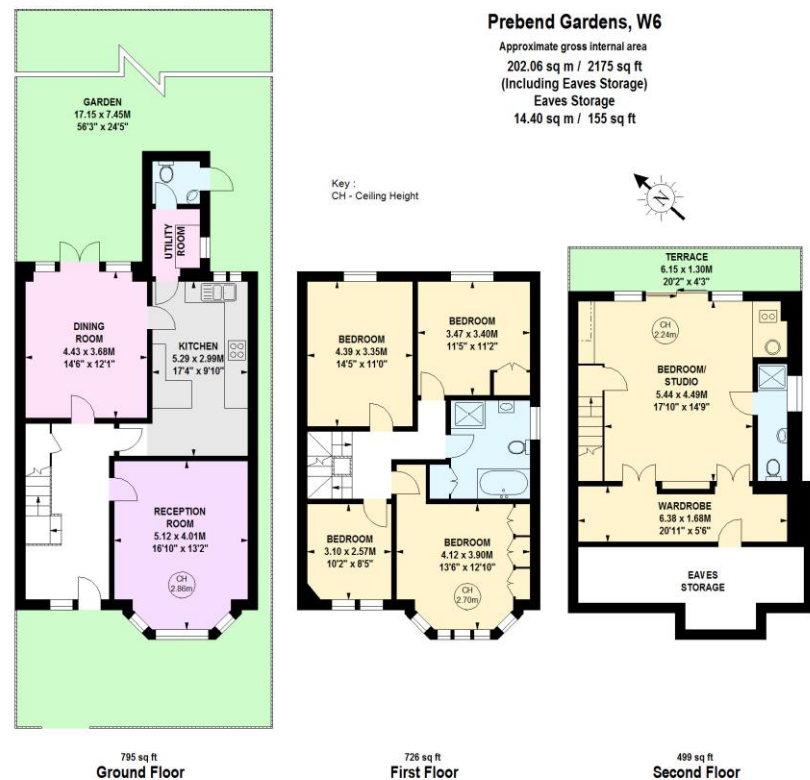 Prebend Gardens, W6
Approximate gross internal area
202.06 sq m / 2175 sq ft
(Including Eaves Storage)
Eaves Storage
14.40 sq m / 155 sq ft
Key :
CH - Ceiling Height
N
GARDEN
17.15 x 7.45M
56'3" x 24'5"
UTILITY
ROOM
DINING
ROOM
4.43 x 3.68M
14'6" x 12'1"
KITCHEN
5.29 x 2.99M
17'4" x 9'10"
RECEPTION
ROOM
5.12 x 4.01M
16'10" x 13'2"
CH
2.86m
795 sq ft
Ground Floor
BEDROOM
4.39 x 3.35M
14'5" x 11'0"
BEDROOM
3.47 x 3.40M
11'5" x 11'2"
BEDROOM
3.10 x 2.57M
10'2" x 8'5"
BEDROOM
4.12 x 3.90M
13'6" x 12'10"
CH
2.70m
726 sq ft
First Floor
TERRACE
6.15 x 1.30M
20'2" x 4'3"
CH
2.24m
BEDROOM/
STUDIO
5.44 x 4.49M
17'10" x 14'9"
WARDROBE
6.38 x 1.68M
20'11" x 5'6"
EAVES
STORAGE
499 sq ft
Second Floor